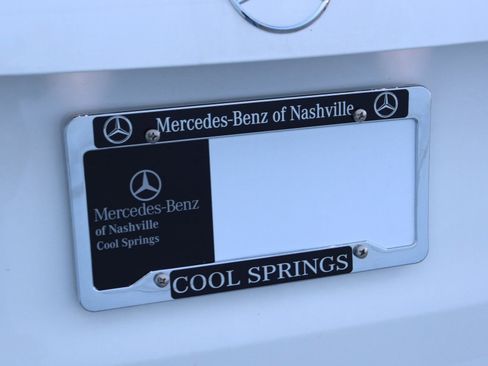 Mercedes-Benz of Nashville
Mercedes-Benz
of Nashville
Cool Springs
COOL SPRINGS